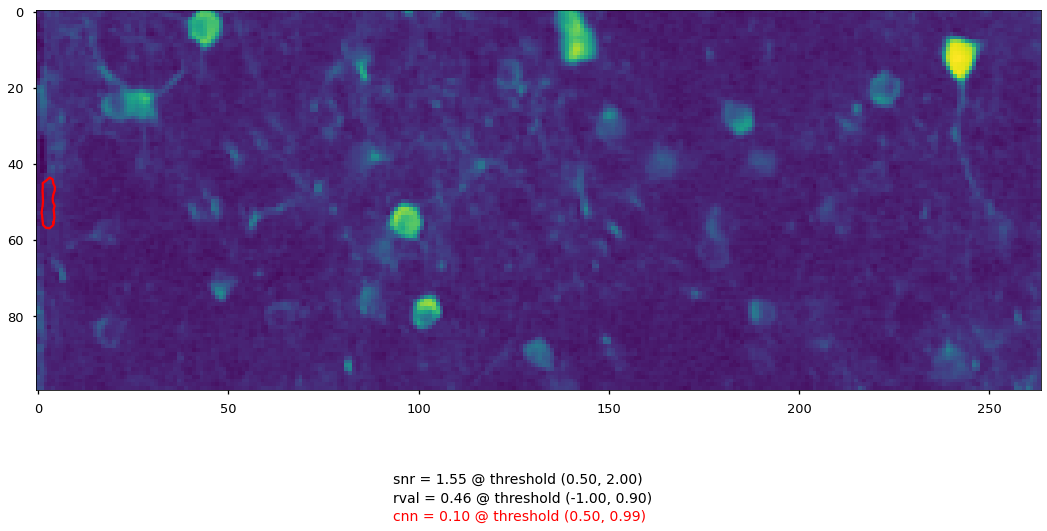 0
20
40
60
80
0 50 100 150 200 250
snr = 1.55 @ threshold (0.50, 2.00)
rval = 0.46 @ threshold (-1.00, 0.90)
cnn = 0.10 @ threshold (0.50, 0.99)